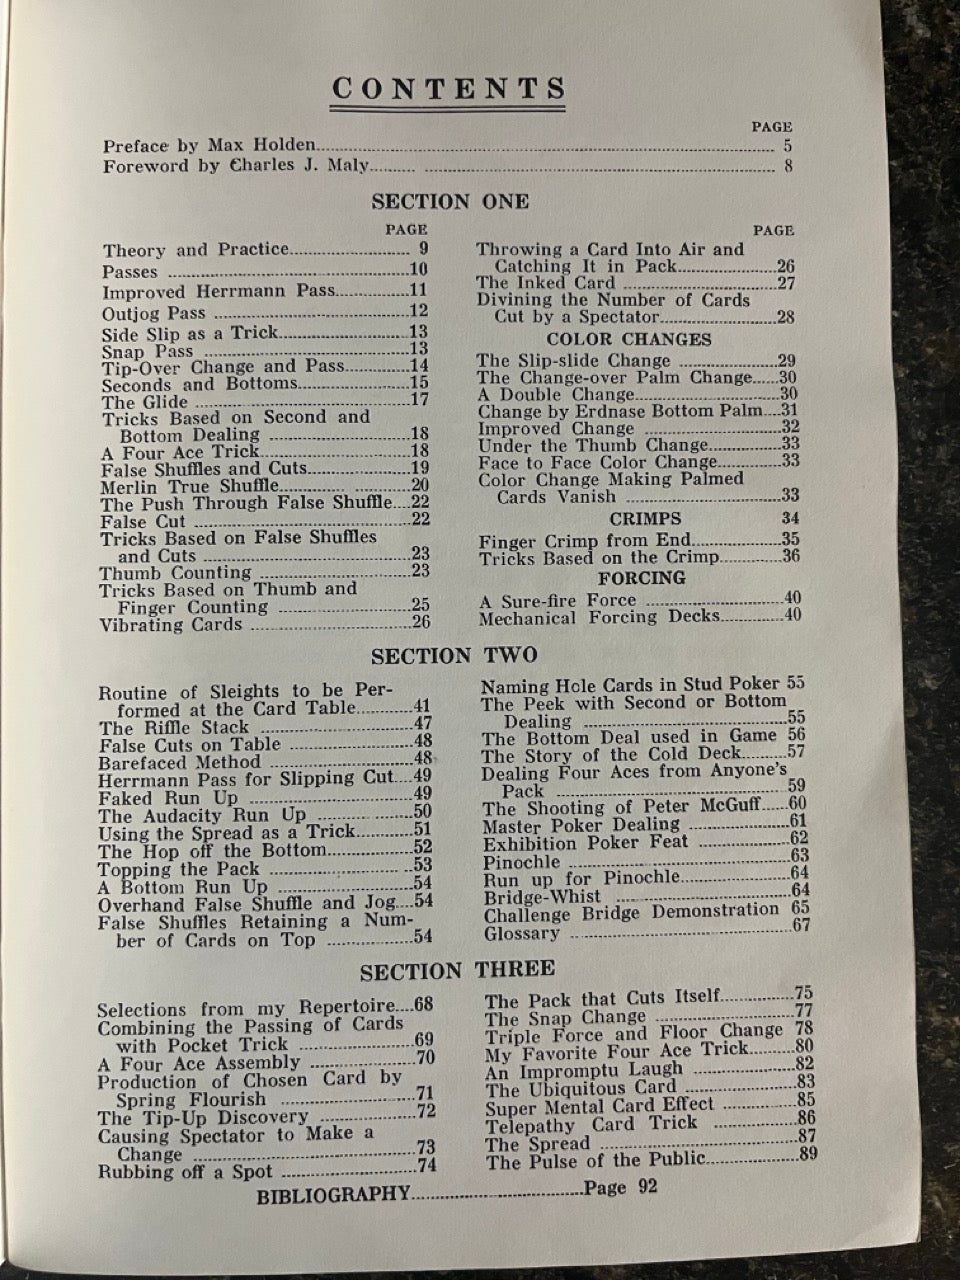 CONTENTS
PAGE
Preface by Max Holden........................ 5
Foreword by Charles J. Maly........................ 8
SECTION ONE
PAGE
Theory and Practice........................ 9
Passes ........................10
Improved Herrmann Pass...............11
Outjog Pass ........................12
Side Slip as a Trick........................13
Snap Pass ........................13
Tip-Over Change and Pass............14
Seconds and Bottoms........................15
The Glide ........................17
Tricks Based on Second and
Bottom Dealing ........................18
A Four Ace Trick........................18
False Shuffles and Cuts..................19
Merlin True Shuffle............ ............20
The Push Through False Shuffle....22
False Cut ........................22
Tricks Based on False Shuffles
and Cuts ........................23
Thumb Counting ........................23
Tricks Based on Thumb and
Finger Counting ........................25
Vibrating Cards ........................26
PAGE
Throwing a Card Into Air and
Catching It in Pack..................26
The Inked Card ........................27
Divining the Number of Cards
Cut by a Spectator.....................28
COLOR CHANGES
The Slip-slide Change ..................29
The Change-over Palm Change......30
A Double Change........................30
Change by Erdnase Bottom Palm....31
Improved Change ........................32
Under the Thumb Change...............33
Face to Face Color Change............33
Color Change Making Palmed
Cards Vanish ........................33
CRIMPS 34
Finger Crimp from End..................35
Tricks Based on the Crimp............36
FORCING
A Sure-fire Force ........................40
Mechanical Forcing Decks............40
SECTION TWO
Routine of Sleights to be Per-
formed at the Card Table...........41
The Riffle Stack ........................47
False Cuts on Table .....................48
Barefaced Method ........................48
Herrmann Pass for Slipping Cut....49
Faked Run Up ........................49
The Audacity Run Up ...... ............50
Using the Spread as a Trick...........51
The Hop off the Bottom................52
Topping the Pack ..................... ..53
A Bottom Run Up ........................54
Overhand False Shuffle and Jog....54
False Shuffles Retaining a Num-
ber of Cards on Top ...............54
Naming Hole Cards in Stud Poker 55
The Peek with Second or Bottom
Dealing ........................55
The Bottom Deal used in Game 56
The Story of the Cold Deck.........57
Dealing Four Aces from Anyone's
Pack ........................59
The Shooting of Peter McGuff......60
Master Poker Dealing ..................61
Exhibition Poker Feat ..................62
Pinochle ........................63
Run up for Pinochle.....................64
Bridge-Whist ........................64
Challenge Bridge Demonstration 65
Glossary ........................67
SECTION THREE
Selections from my Repertoire....68
Combining the Passing of Cards
with Pocket Trick .....................69
A Four Ace Assembly ..................70
Production of Chosen Card by
Spring Flourish ........................71
The Tip-Up Discovery ..................72
Causing Spectator to Make a
Change ........................73
Rubbing off a Spot .....................74
The Pack that Cuts Itself...............75
The Snap Change ........................77
Triple Force and Floor Change 78
My Favorite Four Ace Trick.........80
An Impromptu Laugh ..................82
The Ubiquitous Card .....................83
Super Mental Card Effect ............85
Telepathy Card Trick ..................86
The Spread ........................87
The Pulse of the Public..................89
BIBLIOGRAPHY........................Page 92